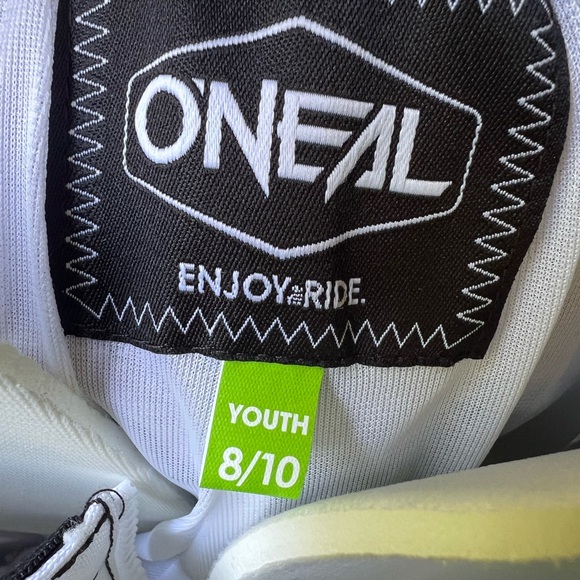 O'NEAL
ENJOY THE RIDE.
YOUTH
8/10